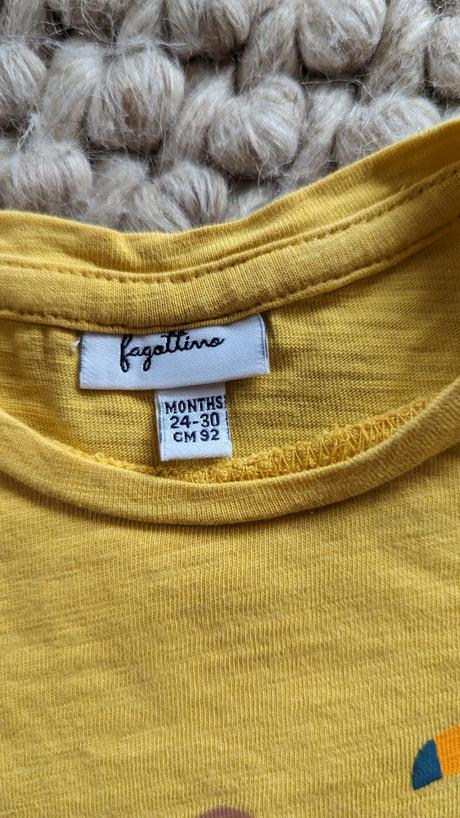 fagottino
MONTHS
24-30
CM 92